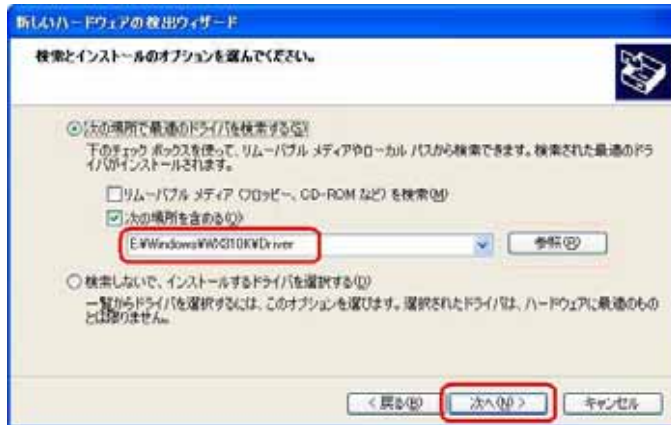 新しいハードウェアの検出ウィザード
検索とインストールのオプションを選んでください。
次の場所で最適のドライバを検索する(S)
下のチェック ボックスを使って、リムーバブル メディアやローカル パスから検索できます。検索された最適のドラ
イバがインストールされます。
リムーバブル メディア (フロッピー、CD-ROM など) を検索(M)
次の場所を含める(O)
E:¥Windows¥WX310K¥Driver
参照(R)
検索しないで、インストールするドライバを選択する(D)
一覧からドライバを選択するには、このオプションを選びます。選択されたドライバは、ハードウェアに最適のもの
とは限りません。
< 戻る(B)
次へ(N) >
キャンセル